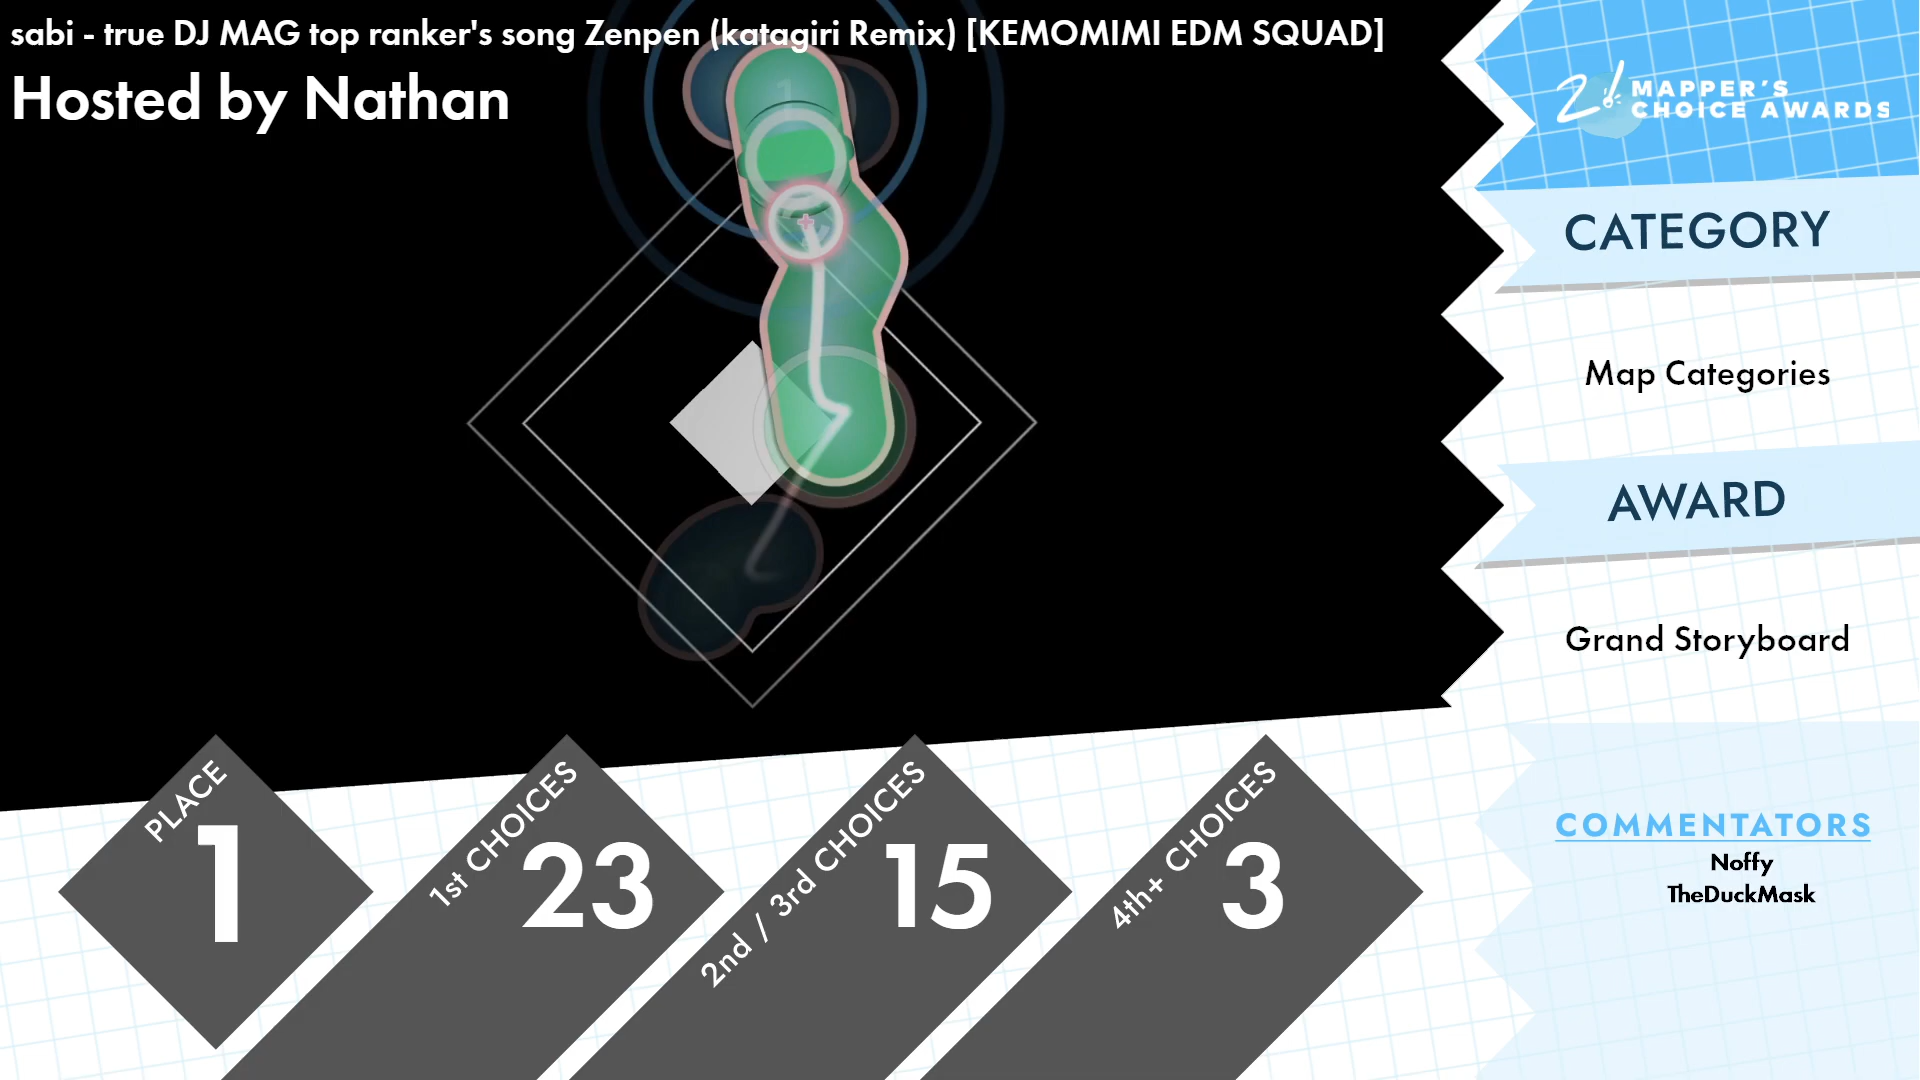 sabi - true DJ MAG top ranker's song Zenpen (katagiri Remix) [KEMOMIMI EDM SQUAD]
Hosted by Nathan
1
MAPPER'S
CHOICE AWARDS
CATEGORY
Map Categories
AWARD
Grand Storyboard
COMMENTATORS
Noffy
TheDuckMask
PLACE
1
1st CHOICES
23
2nd / 3rd CHOICES
15
4th+ CHOICES
3